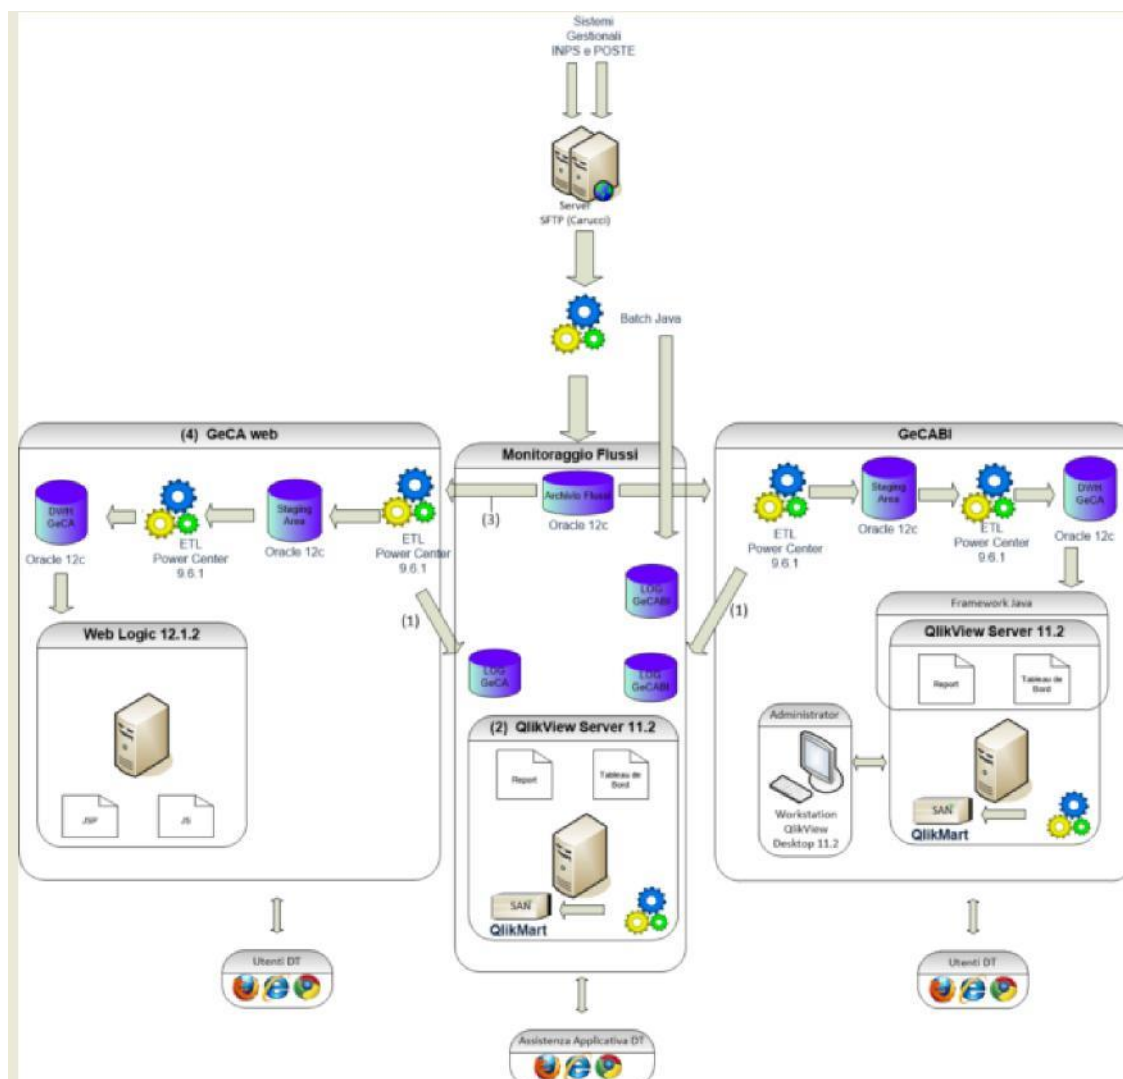 Sistemi
Gestionali
INPS e POSTE
Server
SFTP (Carucci)
Batch Java
(4) GeCA web
DWH
GeCA
Oracle 12c
ETL
Power Center
9.6.1
Staging
Area
Oracle 12c
ETL
Power Center
9.6.1
(1)
Web Logic 12.1.2
JSP
JS
Utenti DT
Monitoraggio Flussi
Archivio Flussi
Oracle 12c
(3)
LOG
GeCABI
LOG
GeCA
LOG
GeCABI
(2) QlikView Server 11.2
Report
Tableau de
Bord
SAN
QlikMart
Assistenza Applicativa DT
GeCABI
ETL
Power Center
9.6.1
Staging
Area
Oracle 12c
ETL
Power Center
9.6.1
DWH
GeCA
Oracle 12c
(1)
Framework Java
QlikView Server 11.2
Report
Tableau de
Bord
Administrator
Workstation
QlikView
Desktop 11.2
SAN
QlikMart
Utenti DT